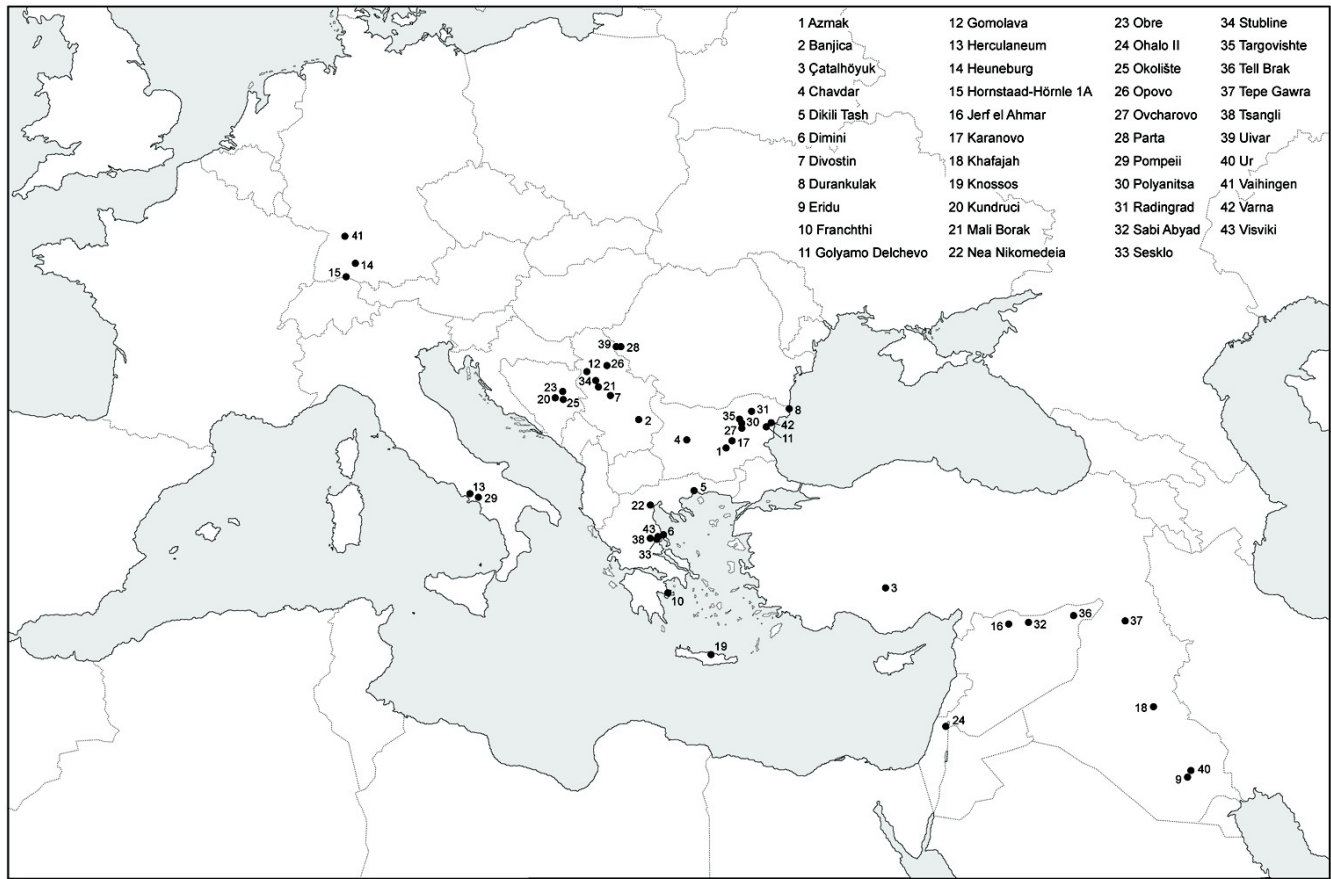 1 Azmak
2 Banjica
3 Çatalhöyuk
4 Chavdar
5 Dikili Tash
6 Dimini
7 Divostin
8 Durankulak
9 Eridu
10 Franchthi
11 Golyamo Delchevo
12 Gomolava
13 Herculaneum
14 Heuneburg
15 Hornstaad-Hörnle 1A
16 Jerf el Ahmar
17 Karanovo
18 Khafajah
19 Knossos
20 Kundruci
21 Mali Borak
22 Nea Nikomedeia
23 Obre
24 Ohalo II
25 Okolište
26 Opovo
27 Ovcharovo
28 Parta
29 Pompeii
30 Polyanitsa
31 Radingrad
32 Sabi Abyad
33 Sesklo
34 Stubline
35 Targovishte
36 Tell Brak
37 Tepe Gawra
38 Tsangli
39 Uivar
40 Ur
41 Vaihingen
42 Varna
43 Visviki
41
14
15
39 28
12 26
34
21
23
20 25
7
2
31 8
35
30 42
27
11
4 17
1
13
29
5
22
43 6
38
33
10
3
19
16 32 36 37
18
24
40
9